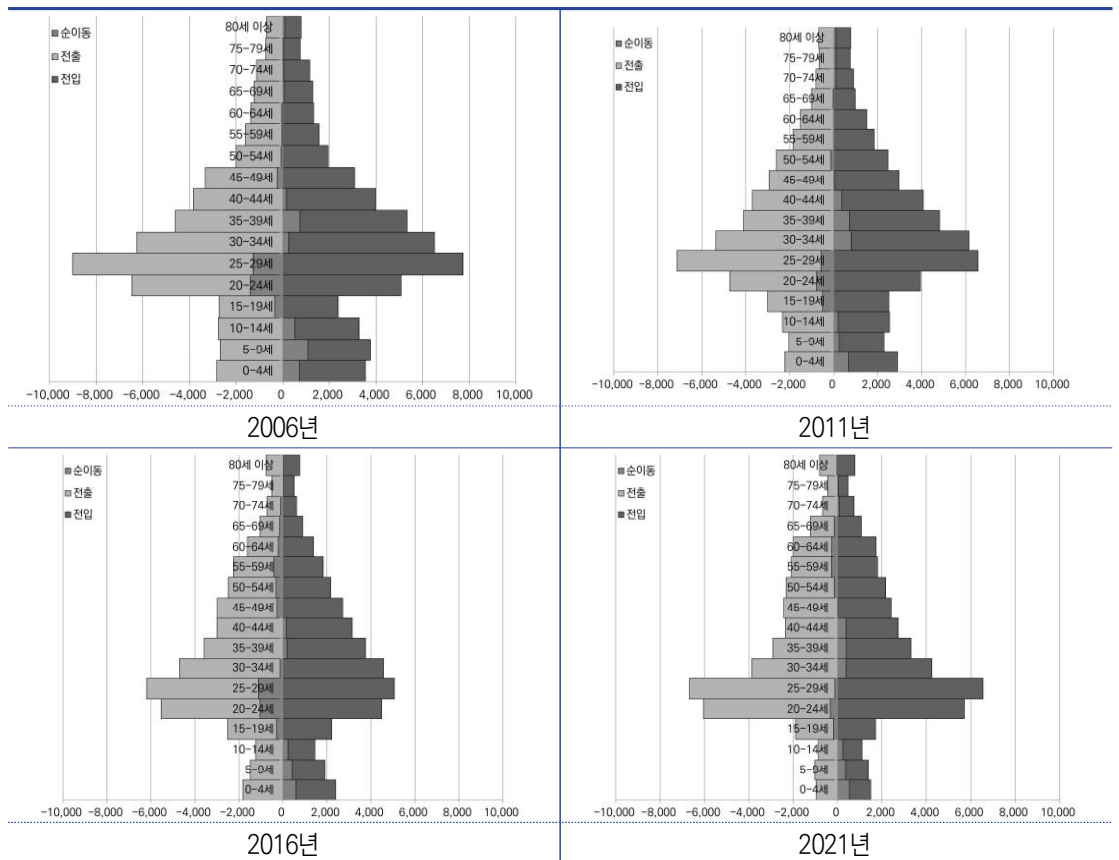 순이동
전출
전입
80세 이상
75-79세
70-74세
65-69세
60-64세
55-59세
50-54세
45-49세
40-44세
35-39세
30-34세
25-29세
20-24세
15-19세
10-14세
5-9세
0-4세
-10,000 -8,000 -6,000 -4,000 -2,000 0 2,000 4,000 6,000 8,000 10,000
2006년
순이동
전출
전입
80세 이상
75-79세
70-74세
65-69세
60-64세
55-59세
50-54세
45-49세
40-44세
35-39세
30-34세
25-29세
20-24세
15-19세
10-14세
5-9세
0-4세
-10,000 -8,000 -6,000 -4,000 -2,000 0 2,000 4,000 6,000 8,000 10,000
2011년
순이동
전출
전입
80세 이상
75-79세
70-74세
65-69세
60-64세
55-59세
50-54세
45-49세
40-44세
35-39세
30-34세
25-29세
20-24세
15-19세
10-14세
5-9세
0-4세
-10,000 -8,000 -6,000 -4,000 -2,000 0 2,000 4,000 6,000 8,000 10,000
2016년
순이동
전출
전입
80세 이상
75-79세
70-74세
65-69세
60-64세
55-59세
50-54세
45-49세
40-44세
35-39세
30-34세
25-29세
20-24세
15-19세
10-14세
5-9세
0-4세
-10,000 -8,000 -6,000 -4,000 -2,000 0 2,000 4,000 6,000 8,000 10,000
2021년